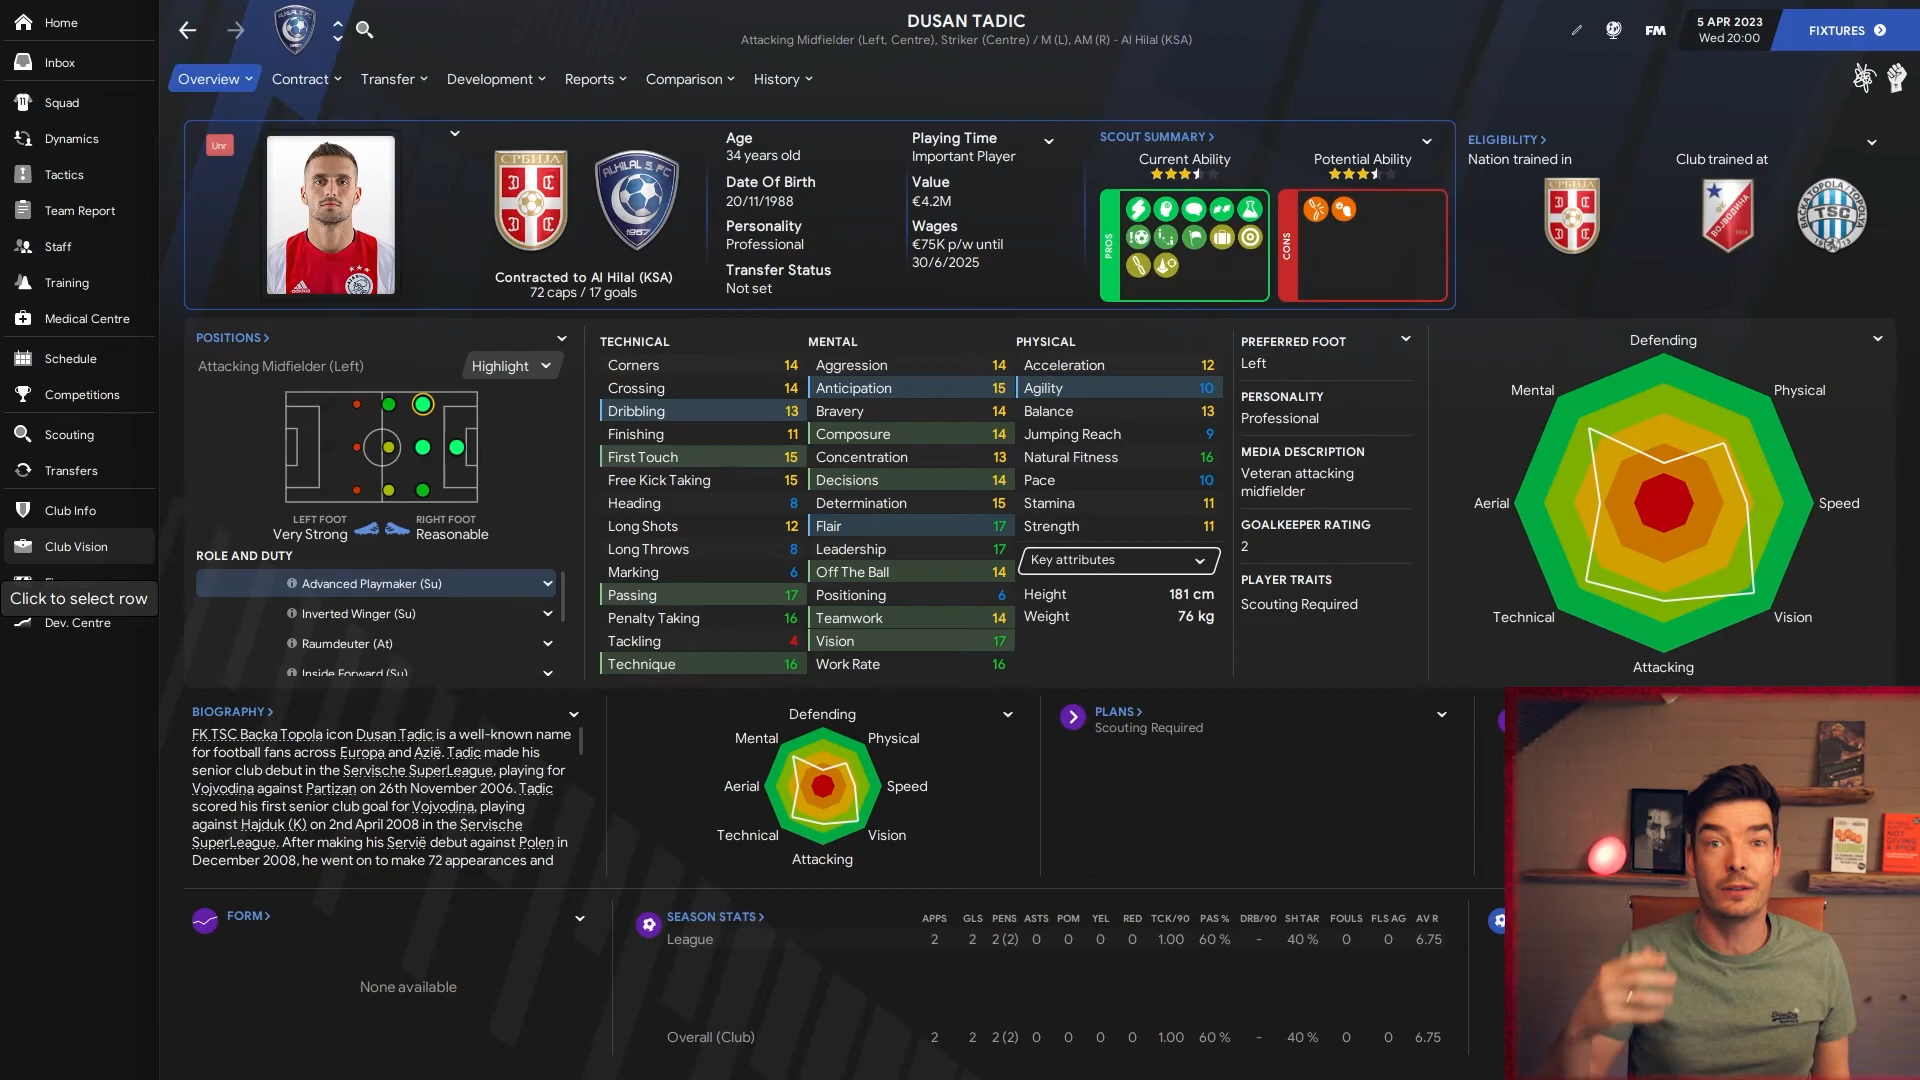 Home
Inbox
Squad
Dynamics
Tactics
Team Report
Staff
Training
Medical Centre
Schedule
Competitions
Scouting
Transfers
Club Info
Club Vision
Click to select row
Dev. Centre
DUSAN TADIC
Attacking Midfielder (Left, Centre), Striker (Centre) / M (L), AM (R) - Al Hilal (KSA)
FM
5 APR 2023
Wed 20:00
FIXTURES
Overview
Contract
Transfer
Development
Reports
Comparison
History
Unr
СРБИЈА
ALHILAL S. FC
1957
Contracted to Al Hilal (KSA)
72 caps / 17 goals
Age
34 years old
Date Of Birth
20/11/1988
Personality
Professional
Transfer Status
Not set
Playing Time
Important Player
Value
€4.2M
Wages
€75K p/w until
30/6/2025
SCOUT SUMMARY >
Current Ability
Potential Ability
PROS
CONS
ELIGIBILITY >
Nation trained in
Club trained at
СРБИЈА
ВОЈВОДИНА
1914
TSC
POSITIONS >
Attacking Midfielder (Left)
Highlight
LEFT FOOT
Very Strong
RIGHT FOOT
Reasonable
ROLE AND DUTY
Advanced Playmaker (Su)
Inverted Winger (Su)
Raumdeuter (At)
Inside Forward (Su)
TECHNICAL
Corners 14
Crossing 14
Dribbling 13
Finishing 11
First Touch 15
Free Kick Taking 15
Heading 8
Long Shots 12
Long Throws 8
Marking 6
Passing 17
Penalty Taking 16
Tackling 4
Technique 16
MENTAL
Aggression 14
Anticipation 15
Bravery 14
Composure 14
Concentration 13
Decisions 14
Determination 15
Flair 17
Leadership 17
Off The Ball 14
Positioning 6
Teamwork 14
Vision 17
Work Rate 16
PHYSICAL
Acceleration 12
Agility 10
Balance 13
Jumping Reach 9
Natural Fitness 16
Pace 10
Stamina 11
Strength 11
Key attributes
Height 181 cm
Weight 76 kg
PREFERRED FOOT
Left
PERSONALITY
Professional
MEDIA DESCRIPTION
Veteran attacking
midfielder
GOALKEEPER RATING
2
PLAYER TRAITS
Scouting Required
Defending
Mental
Physical
Aerial
Speed
Technical
Vision
Attacking
BIOGRAPHY >
FK TSC Backa Topola icon Dusan Tadic is a well-known name
for football fans across Europa and Azië. Tadic made his
senior club debut in the Servische SuperLeague, playing for
Vojvodina against Partizan on 26th November 2006. Tadic
scored his first senior club goal for Vojvodina, playing
against Hajduk (K) on 2nd April 2008 in the Servische
SuperLeague. After making his Servië debut against Polen in
December 2008, he went on to make 72 appearances and
Defending
Mental
Physical
Aerial
Speed
Technical
Vision
Attacking
PLANS >
Scouting Required
FORM >
None available
SEASON STATS >
APPS GLS PENS ASTS POM YEL RED TCK/90 PAS % DRB/90 SH TAR FOULS FLS AG AV R
League 2 2 2 (2) 0 0 0 0 1.00 60 % - 40 % 0 0 6.75
Overall (Club) 2 2 2 (2) 0 0 0 0 1.00 60 % - 40 % 0 0 6.75
NOT
GIVING